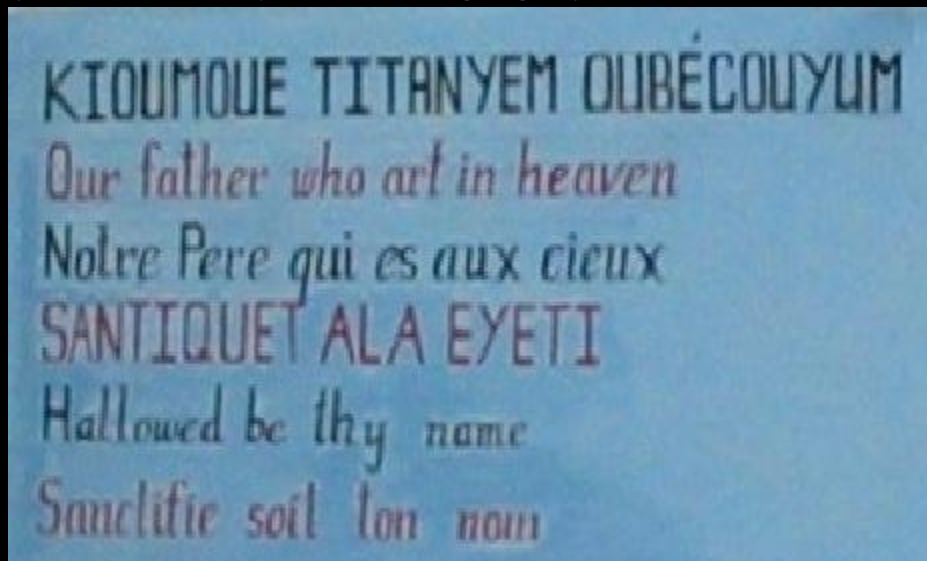 KIOUMOUE TITANYEM OUBÉCOUYUM
Our father who art in heaven
Notre Pere qui es aux cieux
SANTIQUET ALA EYETI
Hallowed be thy name
Sanctifie soit ton nom